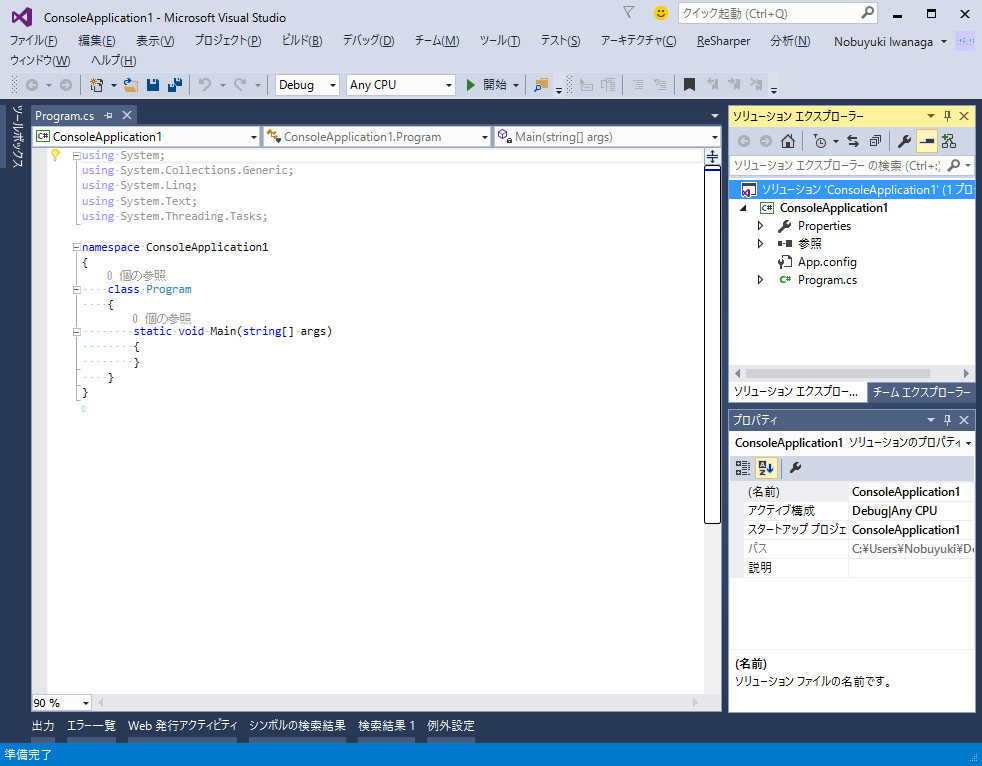 ConsoleApplication1 - Microsoft Visual Studio
クイック起動 (Ctrl+Q)
ファイル(F) 編集(E) 表示(V) プロジェクト(P) ビルド(B) デバッグ(D) チーム(M) ツール(T) テスト(S) アーキテクチャ(C) ReSharper 分析(N) Nobuyuki Iwanaga
ウィンドウ(W) ヘルプ(H)
Debug Any CPU 開始
ツールボックス
Program.cs
ConsoleApplication1 ConsoleApplication1.Program Main(string[] args)
using System;
using System.Collections.Generic;
using System.Linq;
using System.Text;
using System.Threading.Tasks;
namespace ConsoleApplication1
{
0 個の参照
class Program
{
0 個の参照
static void Main(string[] args)
{
}
}
}
90 %
ソリューション エクスプローラー
ソリューション エクスプローラー の検索 (Ctrl+:)
ソリューション 'ConsoleApplication1' (1 プロ
ConsoleApplication1
Properties
参照
App.config
Program.cs
ソリューション エクスプロー... チーム エクスプローラー
プロパティ
ConsoleApplication1 ソリューションのプロパティ
(名前) ConsoleApplication1
アクティブ構成 Debug|Any CPU
スタートアップ プロジェ ConsoleApplication1
パス C:¥Users¥Nobuyuki¥De
説明
(名前)
ソリューション ファイルの名前です。
出力 エラー一覧 Web 発行アクティビティ シンボルの検索結果 検索結果 1 例外設定
準備完了